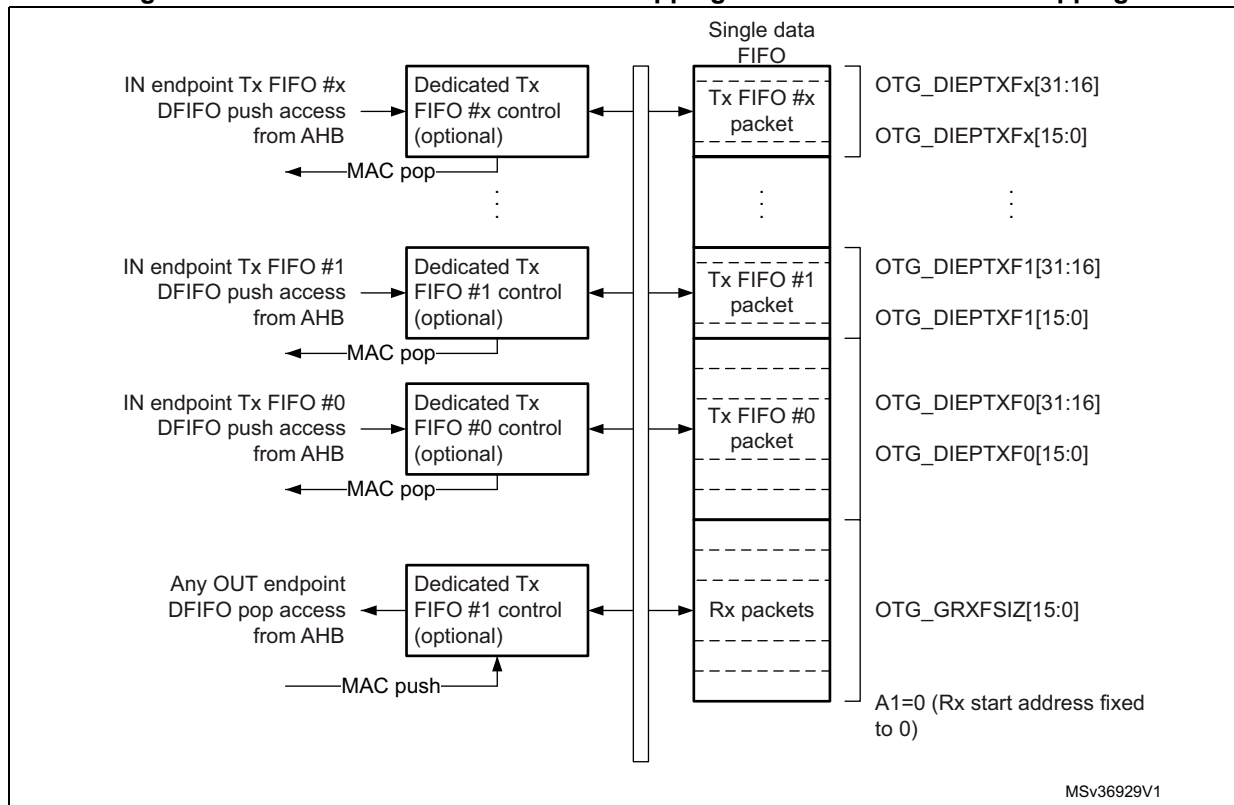 Single data
FIFO
IN endpoint Tx FIFO #x
DFIFO push access
from AHB
Dedicated Tx
FIFO #x control
(optional)
Tx FIFO #x
packet
OTG_DIEPTXFx[31:16]
OTG_DIEPTXFx[15:0]
MAC pop
IN endpoint Tx FIFO #1
DFIFO push access
from AHB
Dedicated Tx
FIFO #1 control
(optional)
Tx FIFO #1
packet
OTG_DIEPTXF1[31:16]
OTG_DIEPTXF1[15:0]
MAC pop
IN endpoint Tx FIFO #0
DFIFO push access
from AHB
Dedicated Tx
FIFO #0 control
(optional)
Tx FIFO #0
packet
OTG_DIEPTXF0[31:16]
OTG_DIEPTXF0[15:0]
MAC pop
Any OUT endpoint
DFIFO pop access
from AHB
Dedicated Tx
FIFO #1 control
(optional)
Rx packets
OTG_GRXFSIZ[15:0]
MAC push
A1=0 (Rx start address fixed
to 0)
MSv36929V1